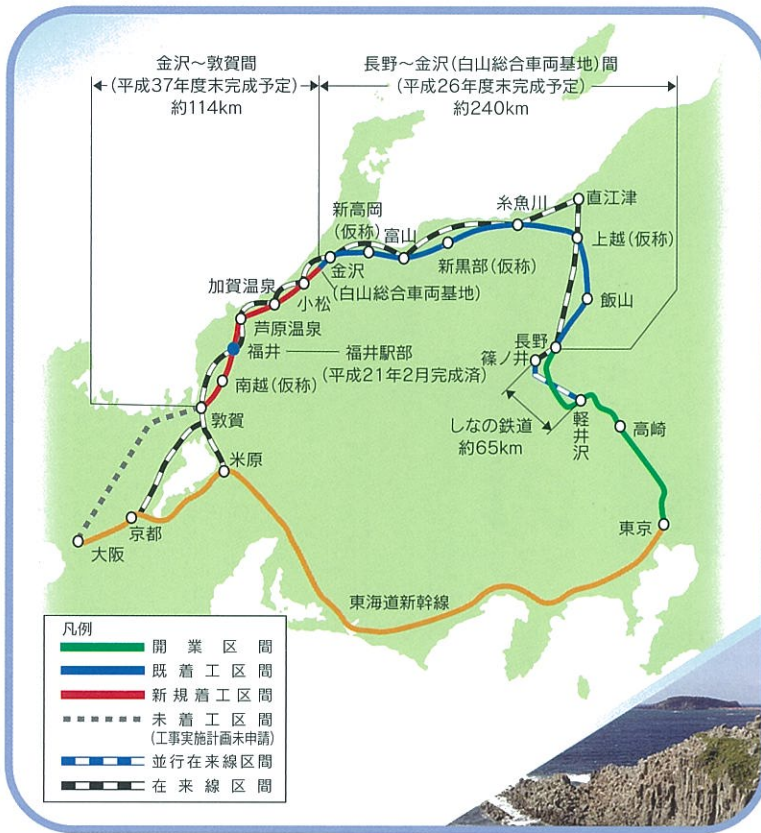 金沢～敦賀間
(平成37年度末完成予定)
約114km
長野～金沢(白山総合車両基地)間
(平成26年度末完成予定)
約240km
糸魚川
直江津
新高岡
(仮称)
富山
上越(仮称)
金沢
新黒部(仮称)
(白山総合車両基地)
加賀温泉
小松
飯山
芦原温泉
長野
福井
福井駅部
(平成21年2月完成済)
篠ノ井
南越(仮称)
しなの鉄道
約65km
軽井沢
高崎
敦賀
米原
京都
大阪
東京
東海道新幹線
凡例
開業区間
既着工区間
新規着工区間
未着工区間
(工事実施計画未申請)
並行在来線区間
在来線区間